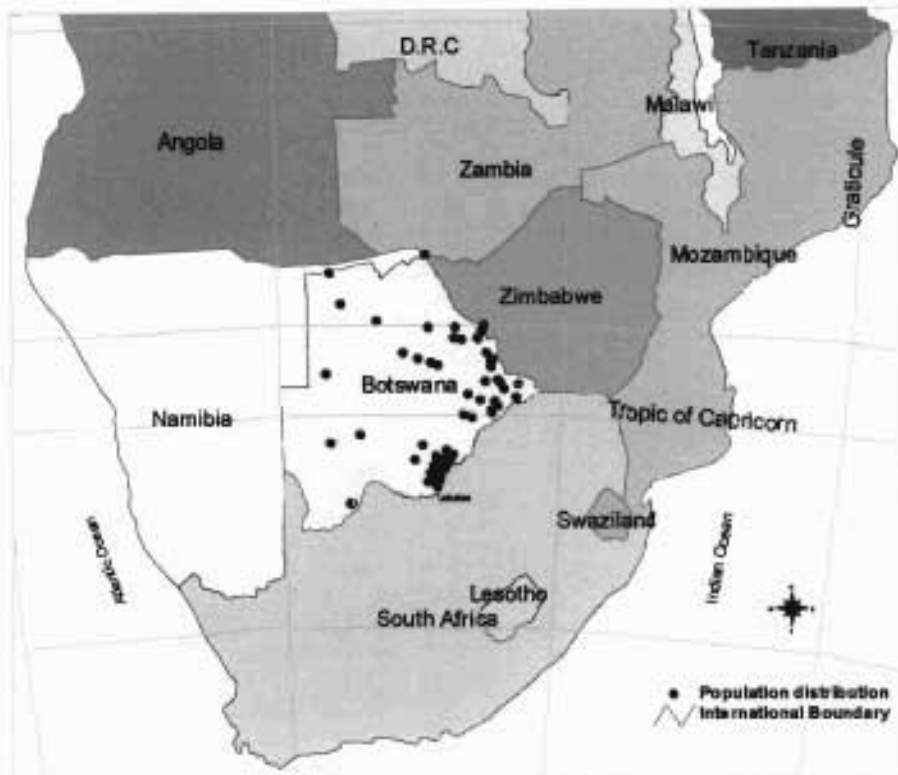 D.R.C
Tanzania
Malawi
Angola
Zambia
Graticule
Mozambique
Zimbabwe
Botswana
Namibia
Tropic of Capricorn
Swaziland
Atlantic Ocean
Indian Ocean
Lesotho
South Africa
Population distribution
International Boundary